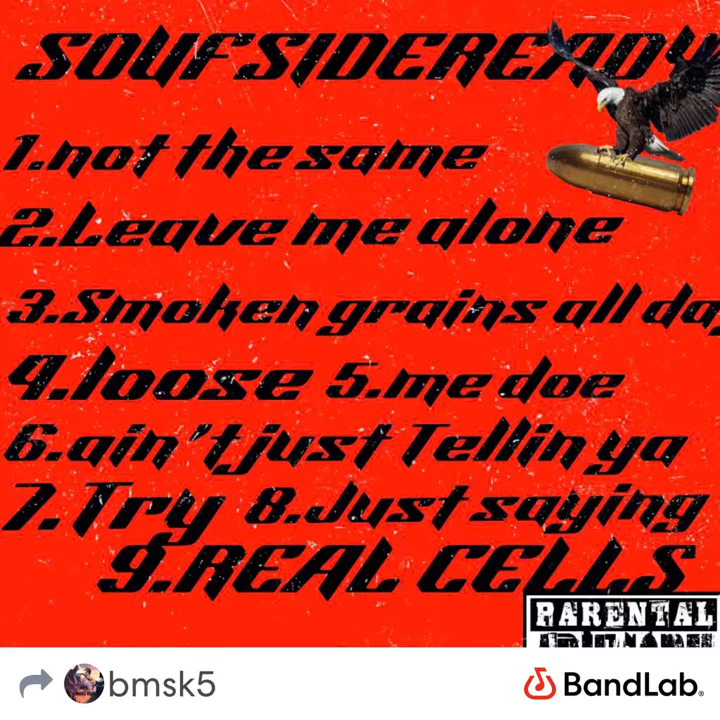 SOUFSIDEREADY
1.not the same
2.Leave me alone
3.Smoken grains all da
4.loose 5.me doe
6.ain't just Tellin ya
7.Try 8.Just saying
9.REAL CELLS
PARENTAL
bmsk5
BandLab®